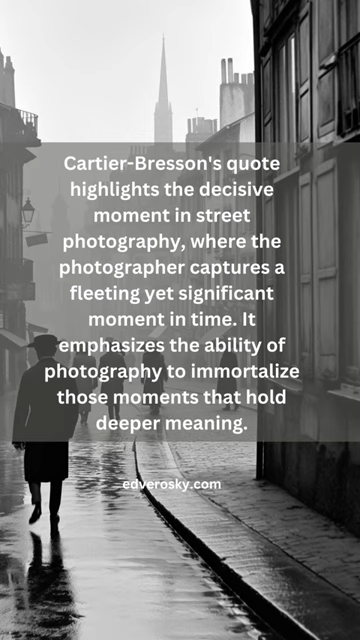 Cartier-Bresson's quote
highlights the decisive
moment in street
photography, where the
photographer captures a
fleeting yet significant
moment in time. It
emphasizes the ability of
photography to immortalize
those moments that hold
deeper meaning.
edverosky.com